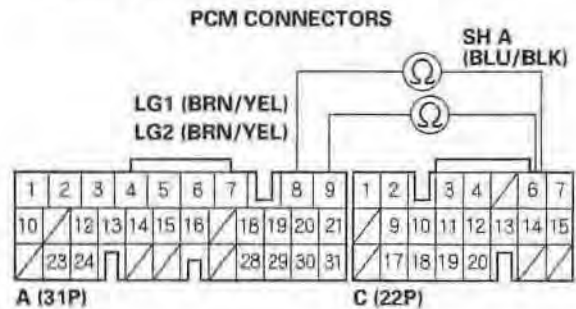 PCM CONNECTORS
SH A
(BLU/BLK)
Ω
Ω
LG1 (BRN/YEL)
LG2 (BRN/YEL)
1 2 3 4 5 6 7 8 9
10 12 13 14 15 16 18 19 20 21
23 24 28 29 30 31
A (31P)
1 2 3 4 6 7
9 10 11 12 13 14 15
17 18 19 20
C (22P)